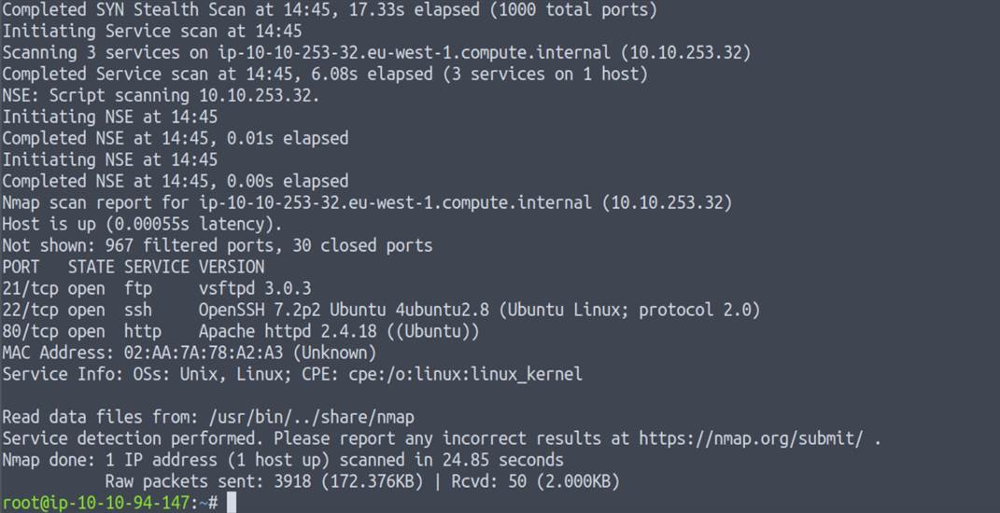 Completed SYN Stealth Scan at 14:45, 17.33s elapsed (1000 total ports)
Initiating Service scan at 14:45
Scanning 3 services on ip-10-10-253-32.eu-west-1.compute.internal (10.10.253.32)
Completed Service scan at 14:45, 6.08s elapsed (3 services on 1 host)
NSE: Script scanning 10.10.253.32.
Initiating NSE at 14:45
Completed NSE at 14:45, 0.01s elapsed
Initiating NSE at 14:45
Completed NSE at 14:45, 0.00s elapsed
Nmap scan report for ip-10-10-253-32.eu-west-1.compute.internal (10.10.253.32)
Host is up (0.00055s latency).
Not shown: 967 filtered ports, 30 closed ports
PORT   STATE SERVICE VERSION
21/tcp open  ftp     vsftpd 3.0.3
22/tcp open  ssh     OpenSSH 7.2p2 Ubuntu 4ubuntu2.8 (Ubuntu Linux; protocol 2.0)
80/tcp open  http    Apache httpd 2.4.18 ((Ubuntu))
MAC Address: 02:AA:7A:78:A2:A3 (Unknown)
Service Info: OSs: Unix, Linux; CPE: cpe:/o:linux:linux_kernel

Read data files from: /usr/bin/../share/nmap
Service detection performed. Please report any incorrect results at https://nmap.org/submit/ .
Nmap done: 1 IP address (1 host up) scanned in 24.85 seconds
           Raw packets sent: 3918 (172.376KB) | Rcvd: 50 (2.000KB)
root@ip-10-10-94-147:~#